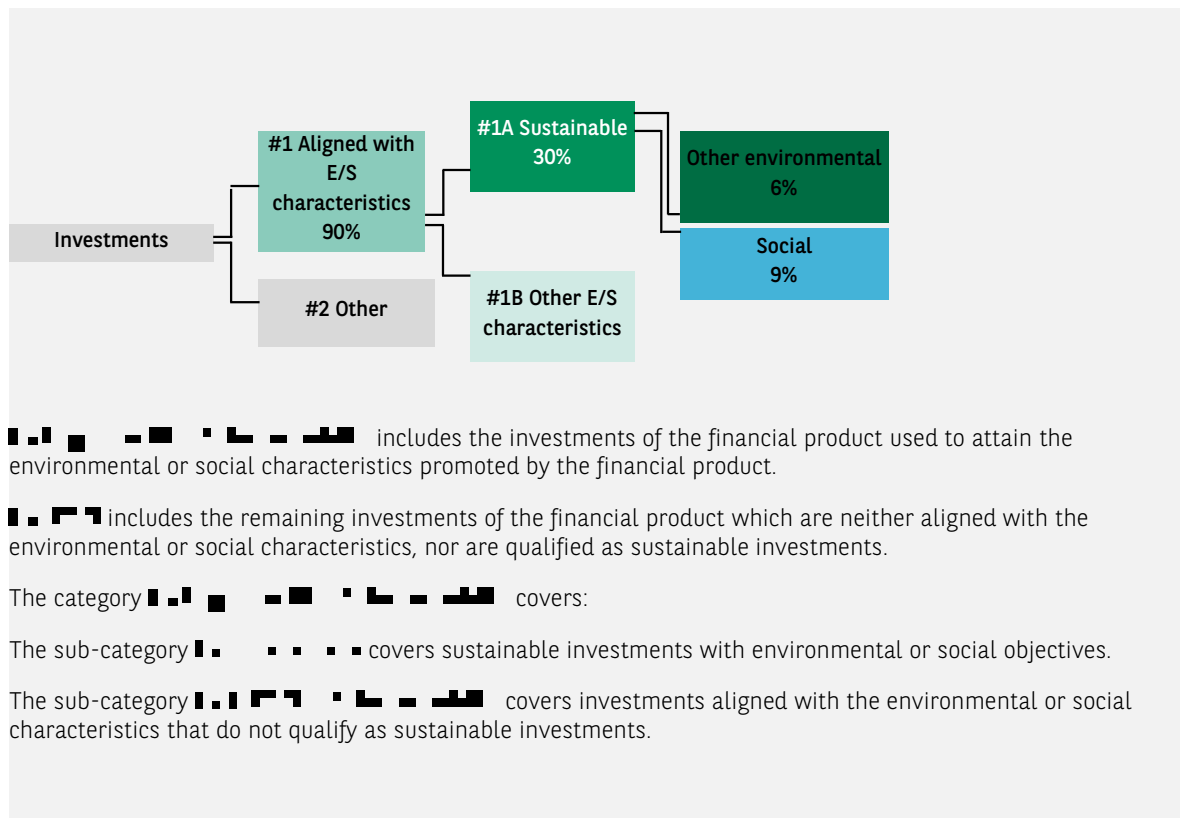 #1A Sustainable
30%
#1 Aligned with
E/S
characteristics
90%
Other environmental
6%
Investments
Social
9%
#2 Other
#1B Other E/S
characteristics
includes the investments of the financial product used to attain the
environmental or social characteristics promoted by the financial product.
includes the remaining investments of the financial product which are neither aligned with the
environmental or social characteristics, nor are qualified as sustainable investments.
The category covers:
The sub-category covers sustainable investments with environmental or social objectives.
The sub-category covers investments aligned with the environmental or social
characteristics that do not qualify as sustainable investments.